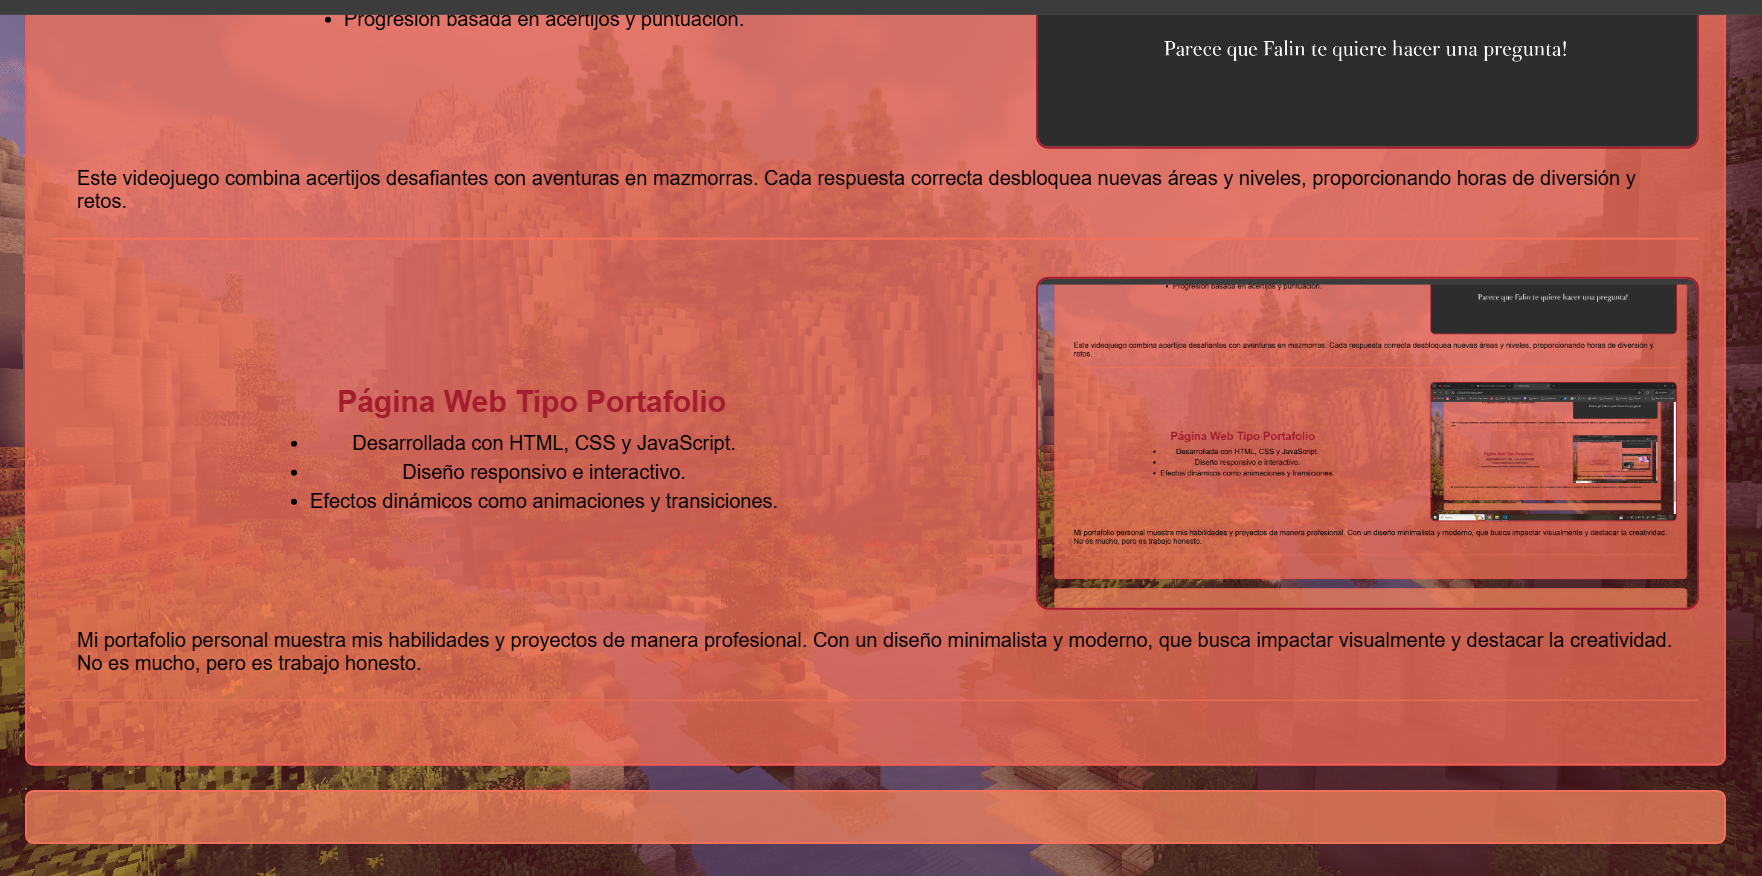 Progresión basada en acertijos y puntuación.
Parece que Falin te quiere hacer una pregunta!
Este videojuego combina acertijos desafiantes con aventuras en mazmorras. Cada respuesta correcta desbloquea nuevas áreas y niveles, proporcionando horas de diversión y
retos.
Página Web Tipo Portafolio
Desarrollada con HTML, CSS y JavaScript.
Diseño responsivo e interactivo.
Efectos dinámicos como animaciones y transiciones.
Progresión basada en acertijos y puntuación.
Parece que Falin te quiere hacer una pregunta!
Este videojuego combina acertijos desafiantes con aventuras en mazmorras. Cada respuesta correcta desbloquea nuevas áreas y niveles, proporcionando horas de diversión y
retos.
Página Web Tipo Portafolio
Desarrollada con HTML, CSS y JavaScript.
Diseño responsivo e interactivo.
Efectos dinámicos como animaciones y transiciones.
Mi portafolio personal muestra mis habilidades y proyectos de manera profesional. Con un diseño minimalista y moderno, que busca impactar visualmente y destacar la creatividad.
No es mucho, pero es trabajo honesto.
Mi portafolio personal muestra mis habilidades y proyectos de manera profesional. Con un diseño minimalista y moderno, que busca impactar visualmente y destacar la creatividad.
No es mucho, pero es trabajo honesto.